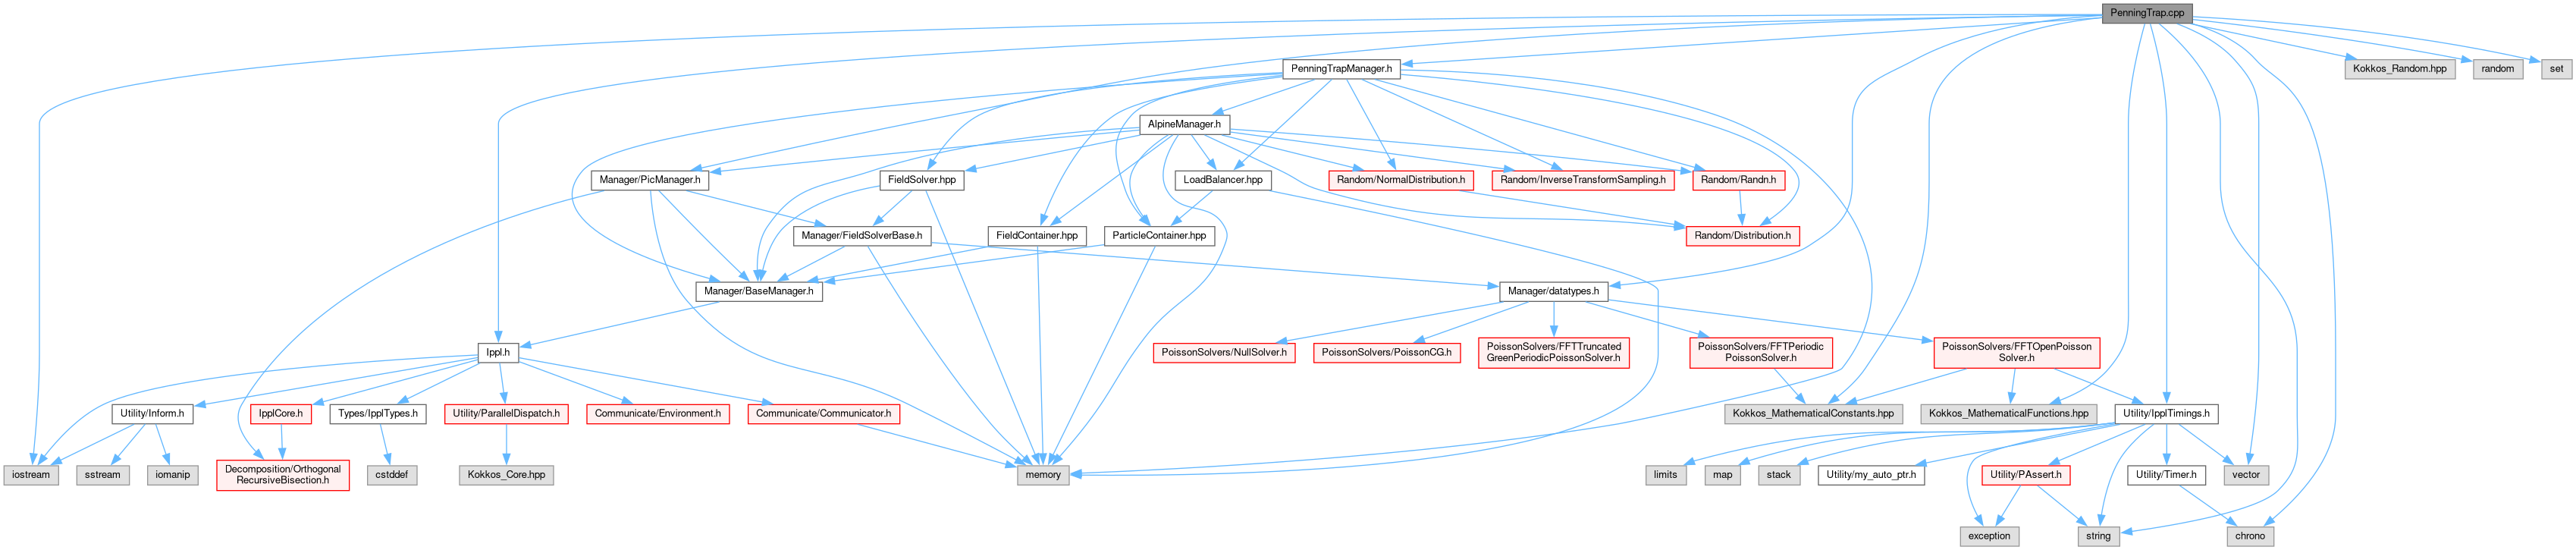 PenningTrap.cpp
PenningTrapManager.h
Kokkos_Random.hpp
random
set
AlpineManager.h
Manager/PicManager.h
FieldSolver.hpp
LoadBalancer.hpp
Random/NormalDistribution.h
Random/InverseTransformSampling.h
Random/Randn.h
Manager/FieldSolverBase.h
FieldContainer.hpp
ParticleContainer.hpp
Random/Distribution.h
Manager/BaseManager.h
Manager/datatypes.h
Ippl.h
PoissonSolvers/NullSolver.h
PoissonSolvers/PoissonCG.h
PoissonSolvers/FFTTruncated
GreenPeriodicPoissonSolver.h
PoissonSolvers/FFTPeriodic
PoissonSolver.h
PoissonSolvers/FFTOpenPoisson
Solver.h
Utility/Inform.h
IpplCore.h
Types/IpplTypes.h
Utility/ParallelDispatch.h
Communicate/Environment.h
Communicate/Communicator.h
Kokkos_MathematicalConstants.hpp
Kokkos_MathematicalFunctions.hpp
Utility/IpplTimings.h
iostream
sstream
iomanip
Decomposition/Orthogonal
RecursiveBisection.h
cstddef
Kokkos_Core.hpp
memory
limits
map
stack
Utility/my_auto_ptr.h
Utility/PAssert.h
Utility/Timer.h
vector
exception
string
chrono